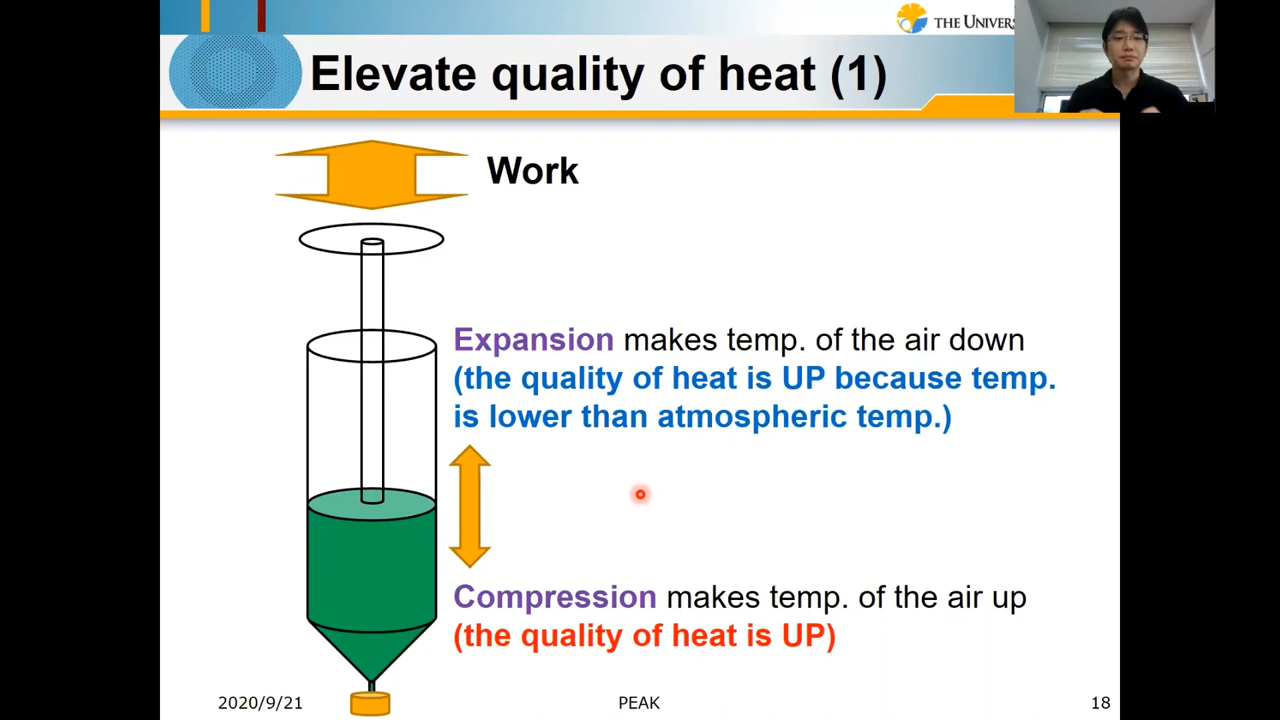 THE UNIVERS
Elevate quality of heat (1)
Work
Expansion makes temp. of the air down
(the quality of heat is UP because temp.
is lower than atmospheric temp.)
Compression makes temp. of the air up
(the quality of heat is UP)
2020/9/21
PEAK
18